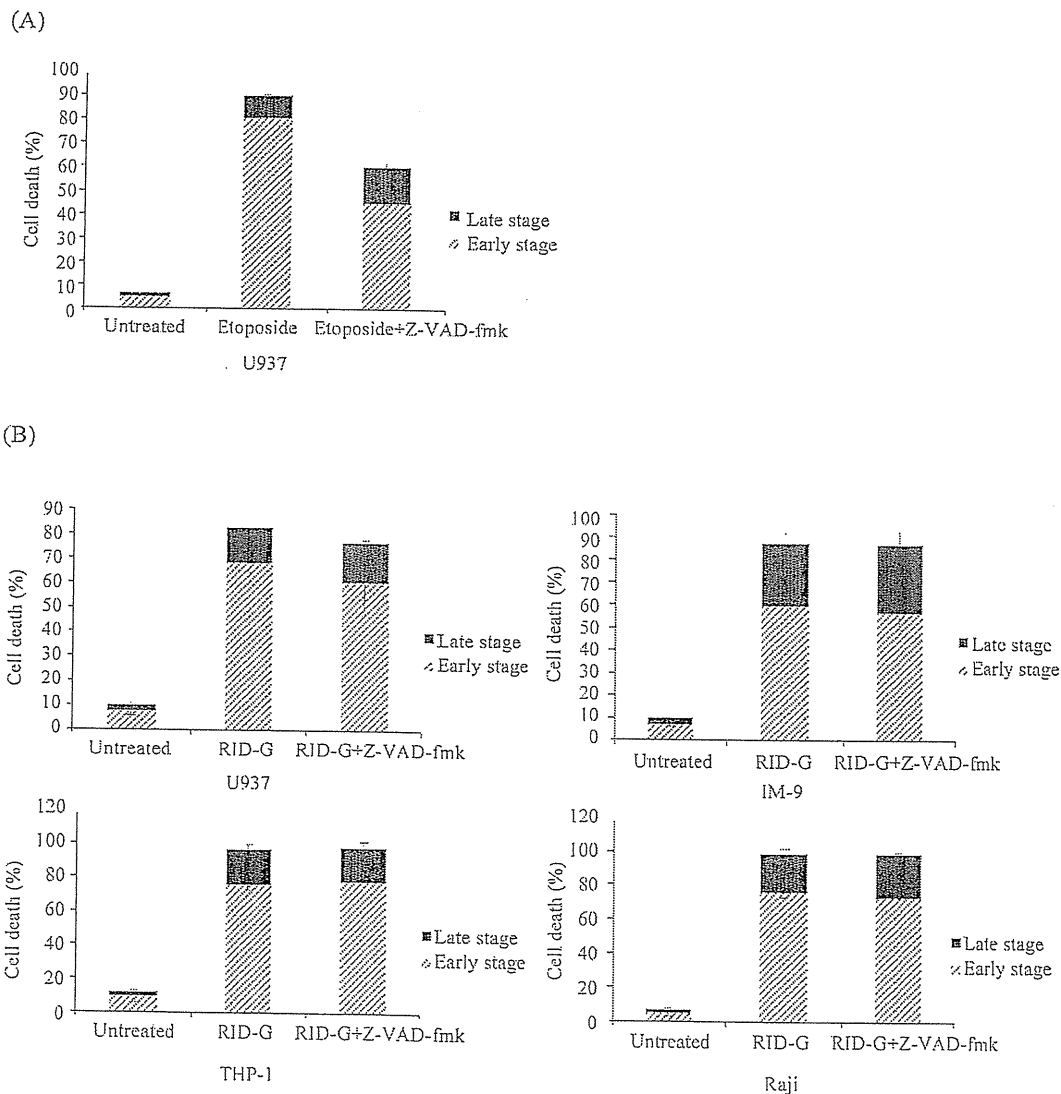 (A)
100
90
80
70
60
50
40
30
20
10
0
Cell death (%)
Late stage
Early stage
Untreated
Etoposide
Etoposide+Z-VAD-fmk
U937
(B)
90
80
70
60
50
40
30
20
10
0
Cell death (%)
Late stage
Early stage
Untreated
RID-G
RID-G+Z-VAD-fmk
U937
100
90
80
70
60
50
40
30
20
10
0
Cell death (%)
Late stage
Early stage
Untreated
RID-G
RID-G+Z-VAD-fmk
IM-9
120
100
80
60
40
20
0
Cell death (%)
Late stage
Early stage
Untreated
RID-G
RID-G+Z-VAD-fmk
THP-1
120
100
80
60
40
20
0
Cell death (%)
Late stage
Early stage
Untreated
RID-G
RID-G+Z-VAD-fmk
Raji